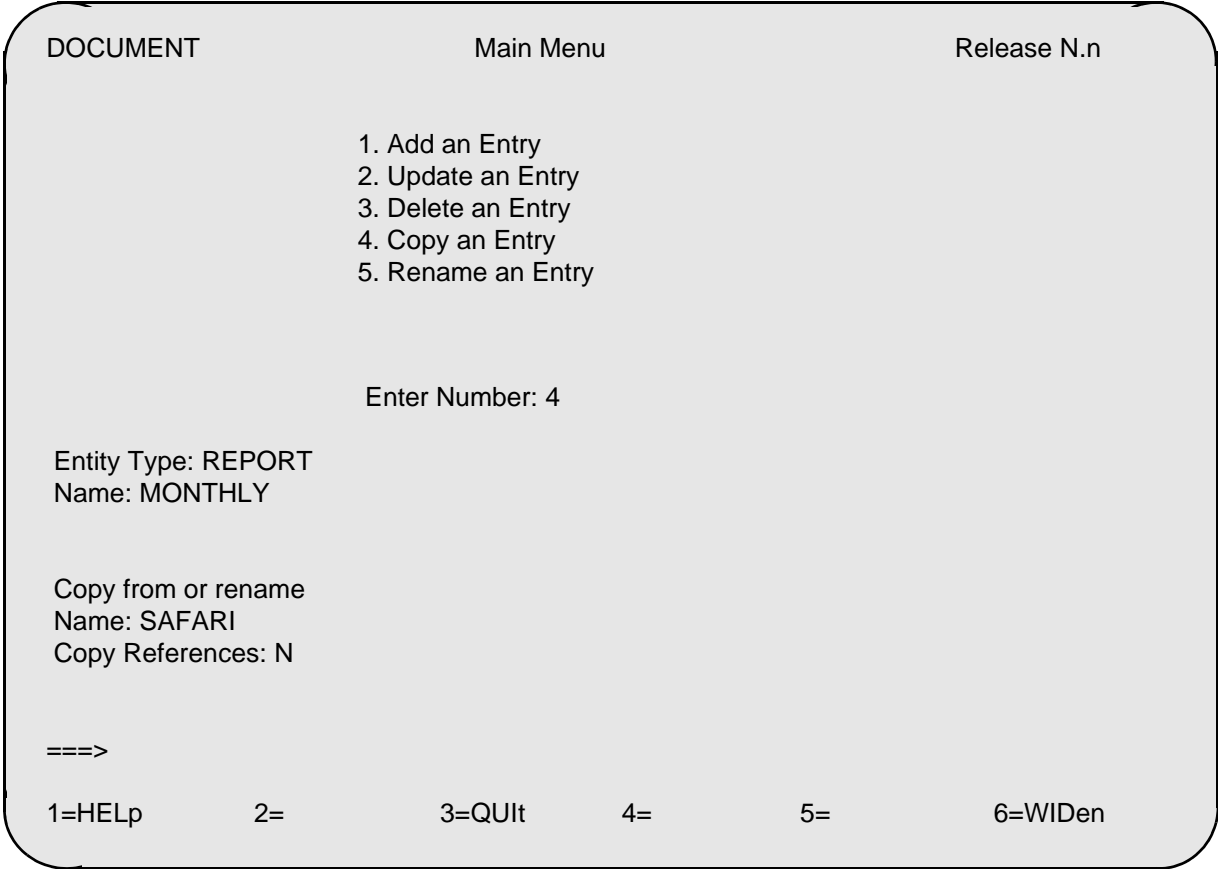 DOCUMENT Main Menu Release N.n
1. Add an Entry
2. Update an Entry
3. Delete an Entry
4. Copy an Entry
5. Rename an Entry
Enter Number: 4
Entity Type: REPORT
Name: MONTHLY
Copy from or rename
Name: SAFARI
Copy References: N
===>
1=HELp 2= 3=QUIt 4= 5= 6=WIDen